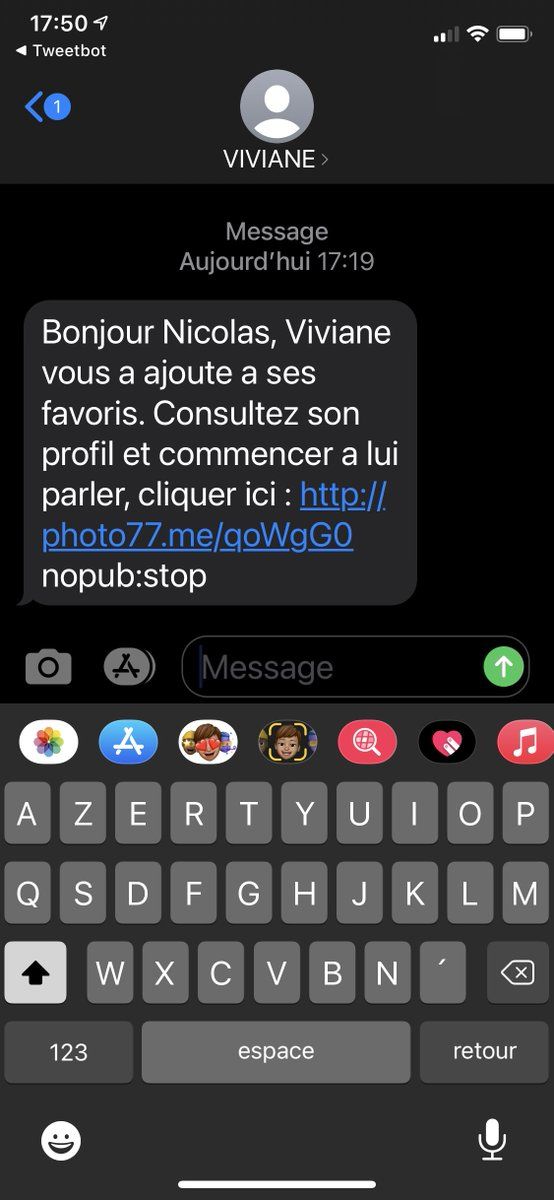 17:50
◀ Tweetbot
1
VIVIANE
Message
Aujourd’hui 17:19
Bonjour Nicolas, Viviane
vous a ajoute a ses
favoris. Consultez son
profil et commencer a lui
parler, cliquer ici : http://
photo77.me/qoWgG0
nopub:stop
Message
A Z E R T Y U I O P
Q S D F G H J K L M
W X C V B N ´
123 espace retour